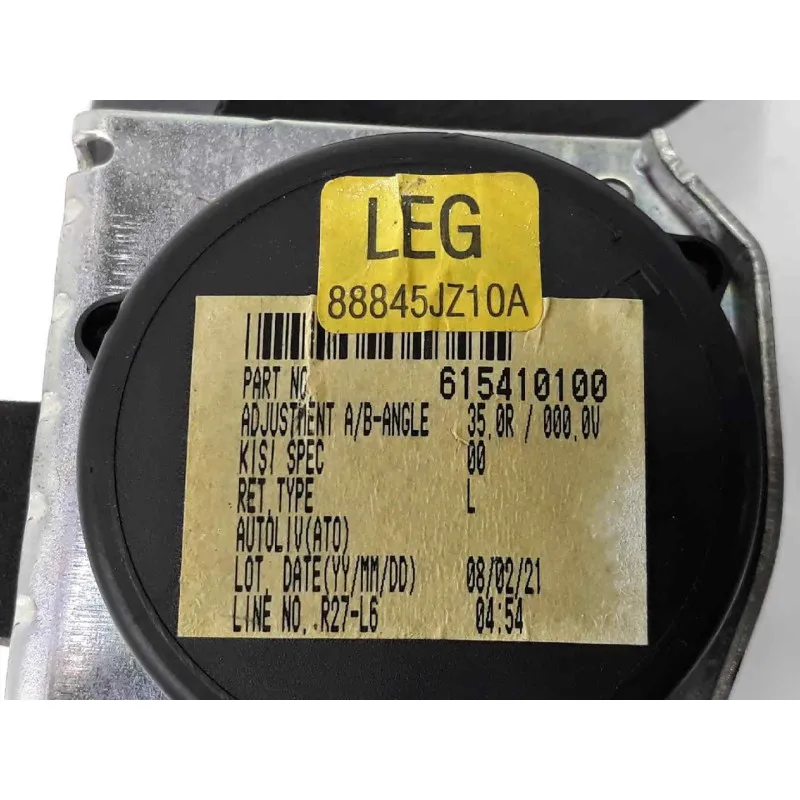 LEG
88845JZ10A
PART NO. 615410100
ADJUSTMENT A/B-ANGLE 35.0R / 000.0V
KISI SPEC 00
RET.TYPE L
AUTOLIV(ATO)
LOT. DATE(YY/MM/DD) 08/02/21
LINE NO. R27-L6 04:54